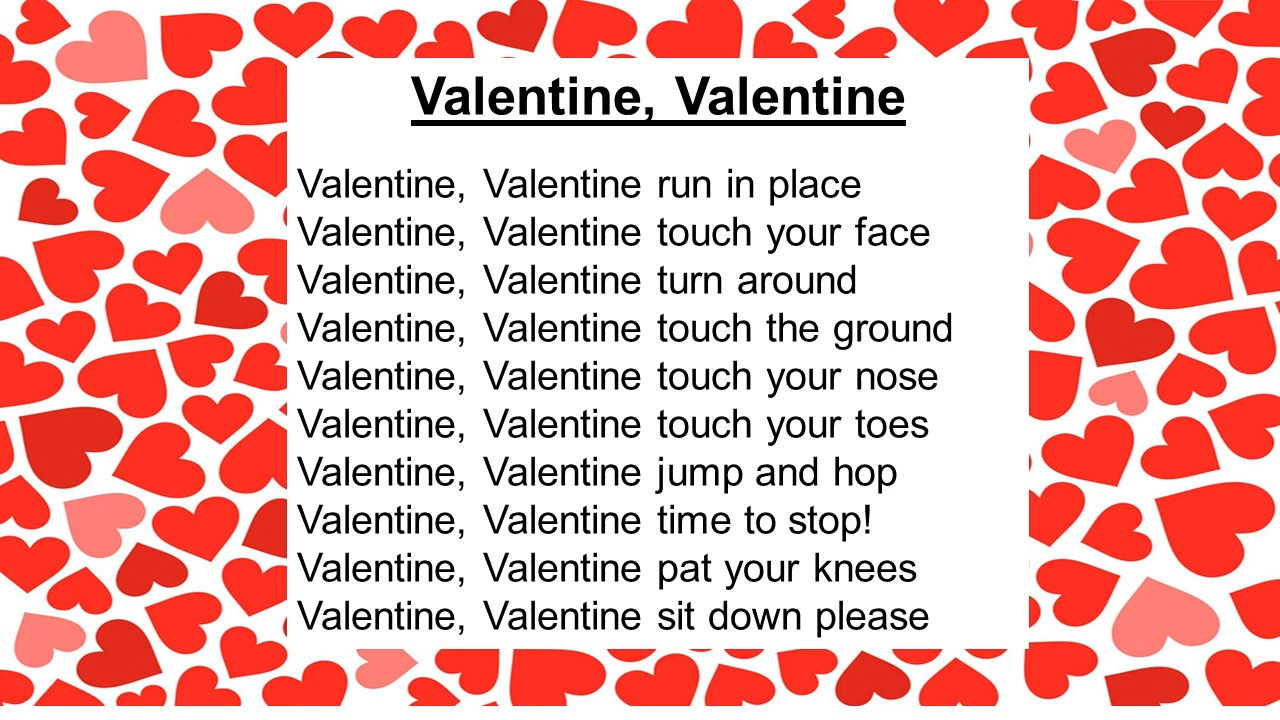 Valentine, Valentine
Valentine, Valentine run in place
Valentine, Valentine touch your face
Valentine, Valentine turn around
Valentine, Valentine touch the ground
Valentine, Valentine touch your nose
Valentine, Valentine touch your toes
Valentine, Valentine jump and hop
Valentine, Valentine time to stop!
Valentine, Valentine pat your knees
Valentine, Valentine sit down please